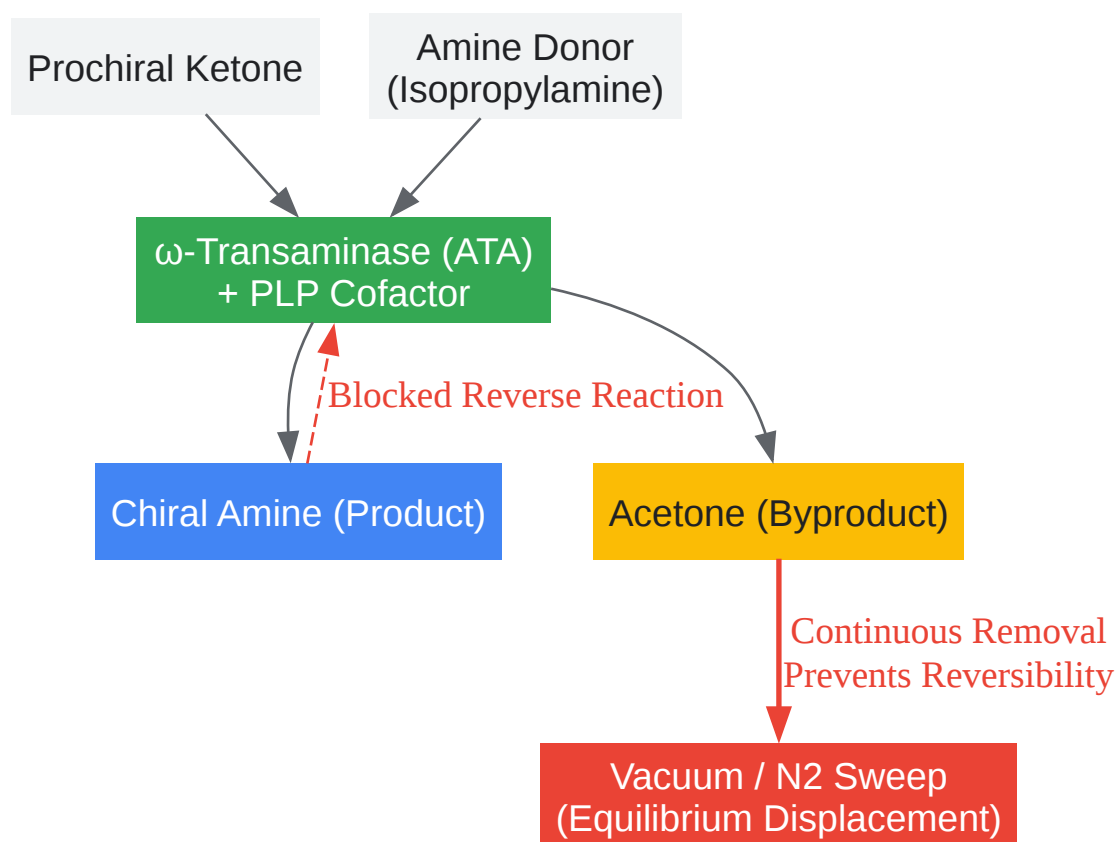 Prochiral Ketone
Amine Donor
(Isopropylamine)
ω-Transaminase (ATA)
+ PLP Cofactor
Blocked Reverse Reaction
Chiral Amine (Product)
Acetone (Byproduct)
Continuous Removal
Prevents Reversibility
Vacuum / N2 Sweep
(Equilibrium Displacement)